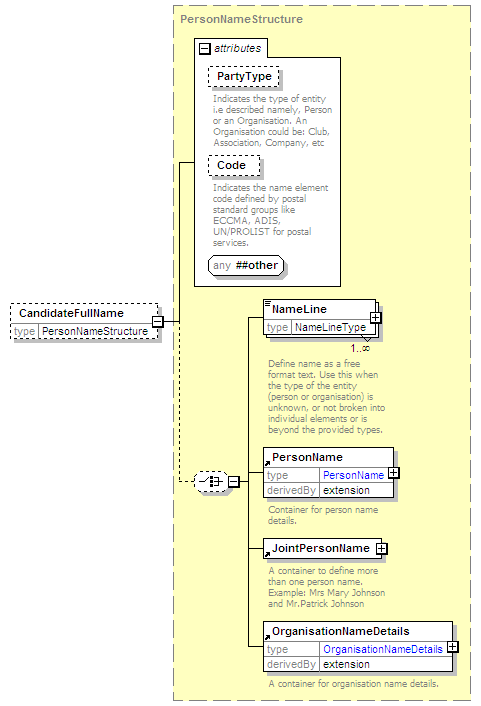 PersonNameStructure
attributes
PartyType
Indicates the type of entity
i.e described namely, Person
or an Organisation. An
Organisation could be: Club,
Association, Company, etc
Code
Indicates the name element
code defined by postal
standard groups like
ECCMA, ADIS,
UN/PROLIST for postal
services.
any ##other
CandidateFullName
type PersonNameStructure
NameLine
type NameLineType
1..∞
Define name as a free
format text. Use this when
the type of the entity
(person or organisation) is
unknown, or not broken into
individual elements or is
beyond the provided types.
PersonName
type PersonName
derivedBy extension
Container for person name
details.
JointPersonName
A container to define more
than one person name.
Example: Mrs Mary Johnson
and Mr.Patrick Johnson
OrganisationNameDetails
type OrganisationNameDetails
derivedBy extension
A container for organisation name details.